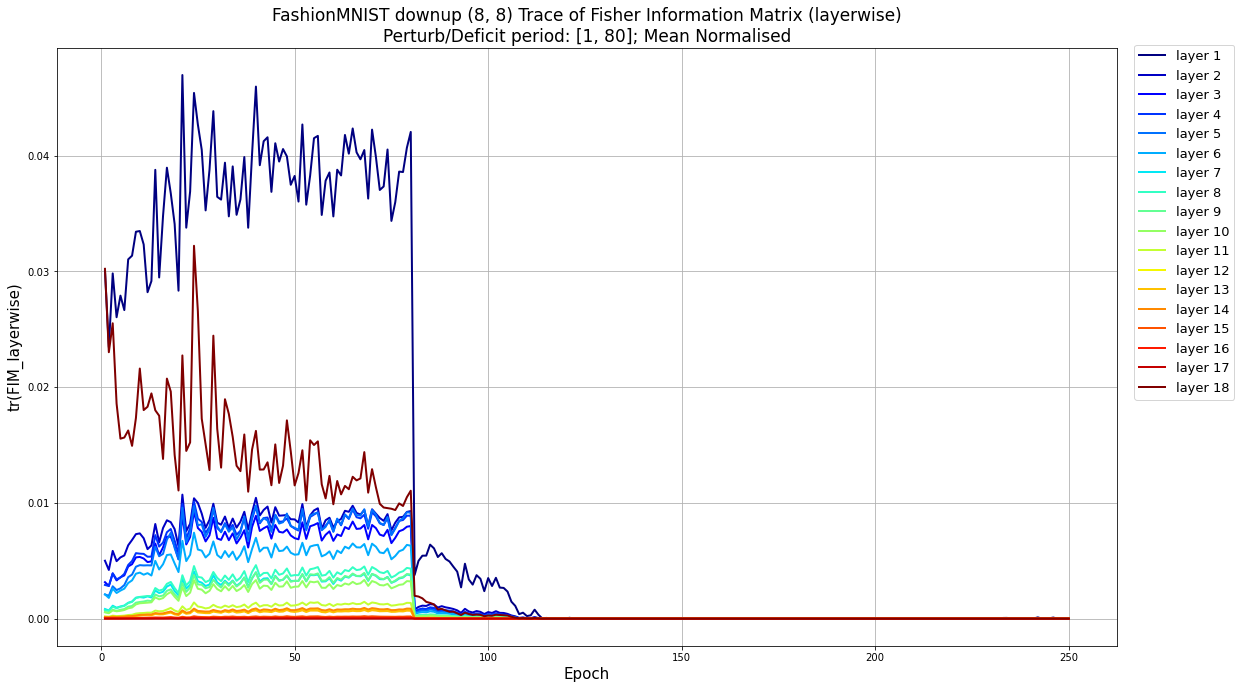 FashionMNIST downup (8, 8) Trace of Fisher Information Matrix (layerwise)
Perturb/Deficit period: [1, 80]; Mean Normalised
tr(FIM_layerwise)
0.04
0.03
0.02
0.01
0.00
0
50
100
150
200
250
Epoch
layer 1
layer 2
layer 3
layer 4
layer 5
layer 6
layer 7
layer 8
layer 9
layer 10
layer 11
layer 12
layer 13
layer 14
layer 15
layer 16
layer 17
layer 18